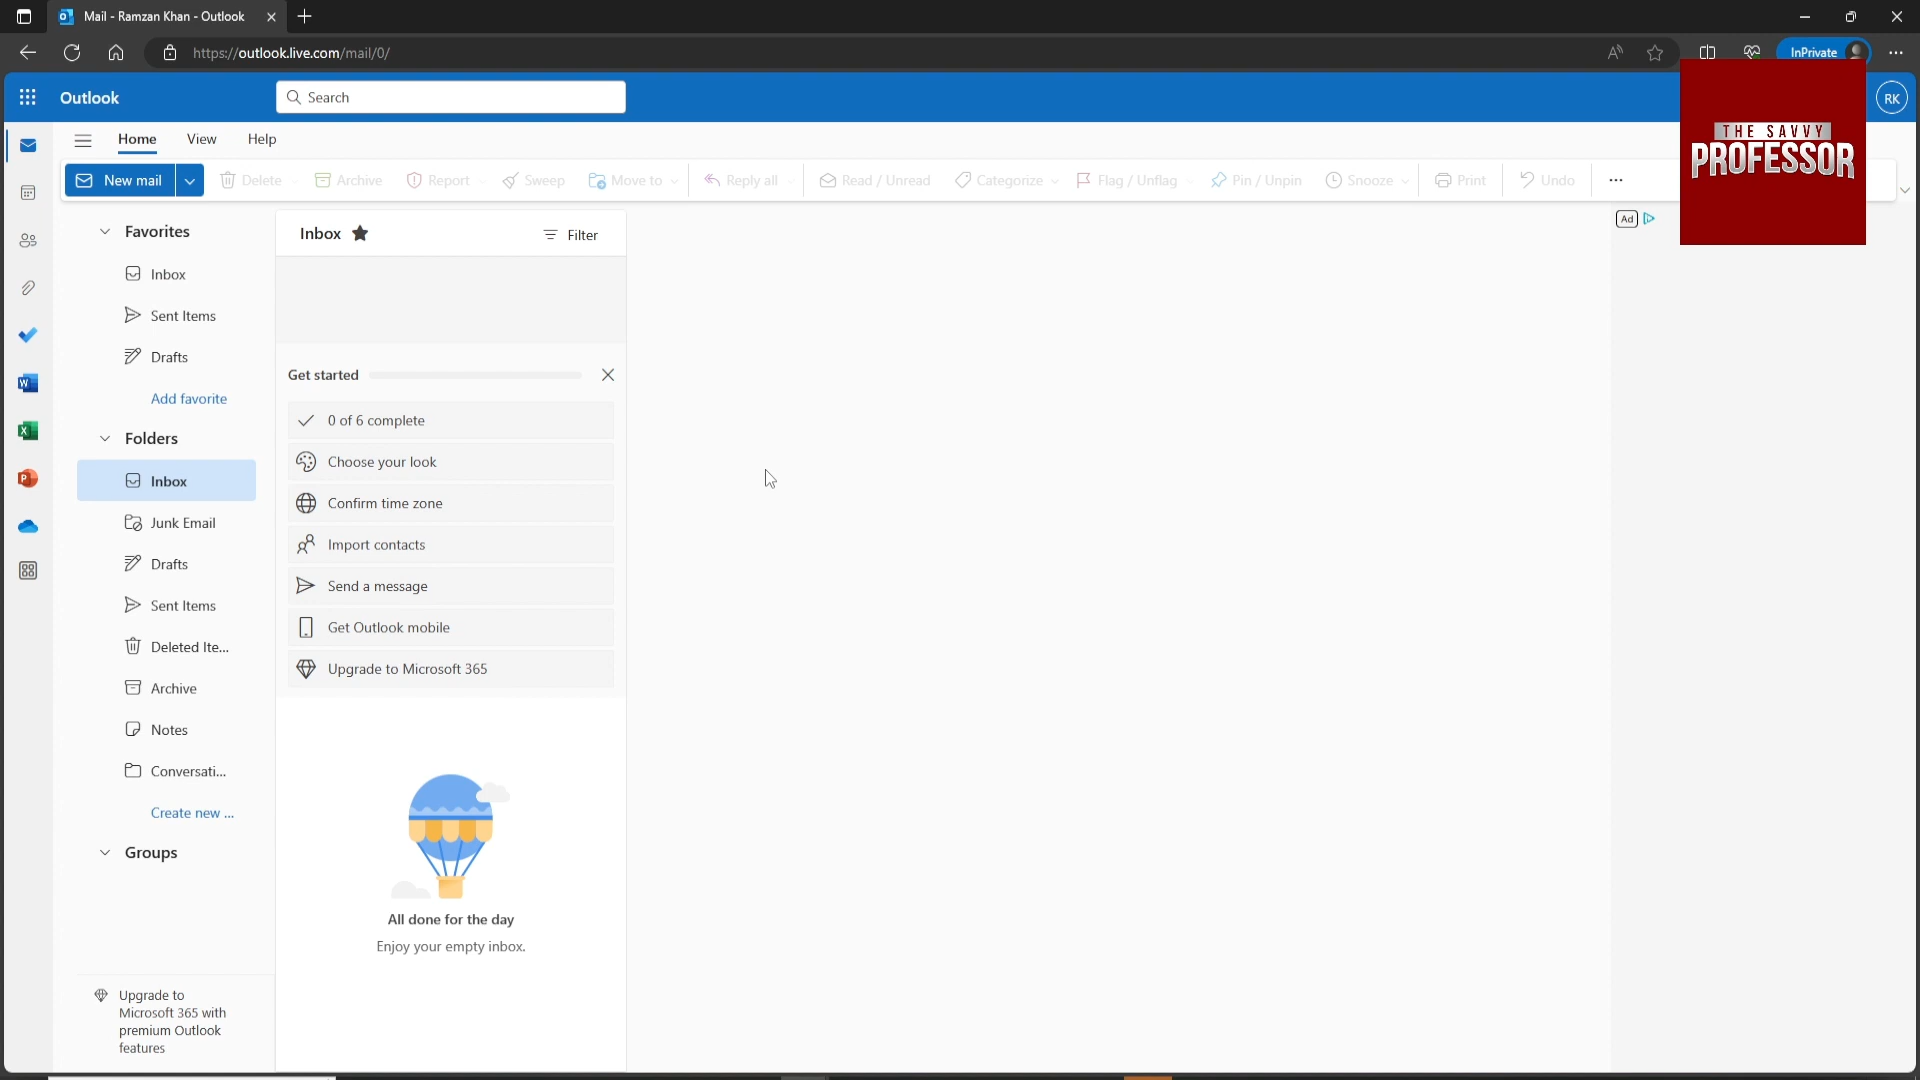 Mail - Ramzan Khan - Outlook
https://outlook.live.com/mail/0/
InPrivate
Outlook
Search
RK
THE SAVVY
PROFESSOR
Home View Help
New mail Delete Archive Report Sweep Move to Reply all Read / Unread Categorize Flag / Unflag Pin / Unpin Snooze Print Undo
Ad
Favorites
Inbox
Sent Items
Drafts
Add favorite
Folders
Inbox
Junk Email
Drafts
Sent Items
Deleted Ite...
Archive
Notes
Conversati...
Create new ...
Groups
Upgrade to
Microsoft 365 with
premium Outlook
features
Inbox
Filter
Get started
0 of 6 complete
Choose your look
Confirm time zone
Import contacts
Send a message
Get Outlook mobile
Upgrade to Microsoft 365
All done for the day
Enjoy your empty inbox.